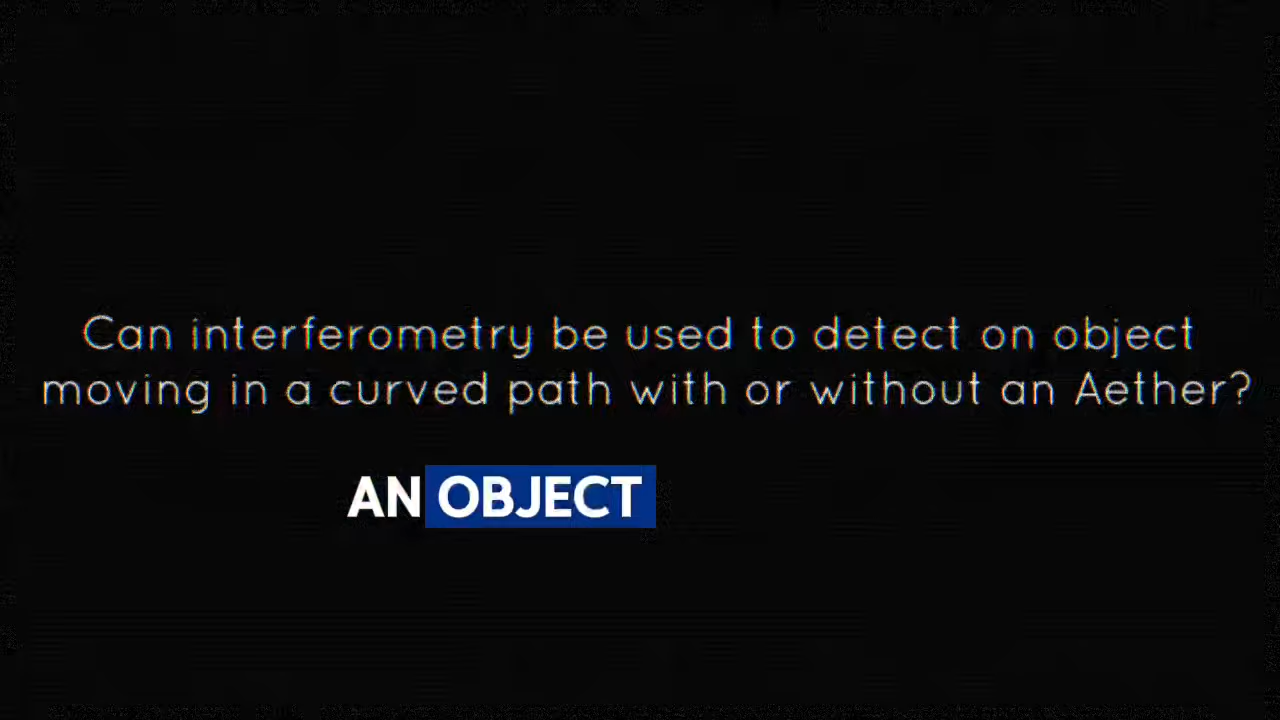 Can interferometry be used to detect on object
moving in a curved path with or without an Aether?
AN OBJECT